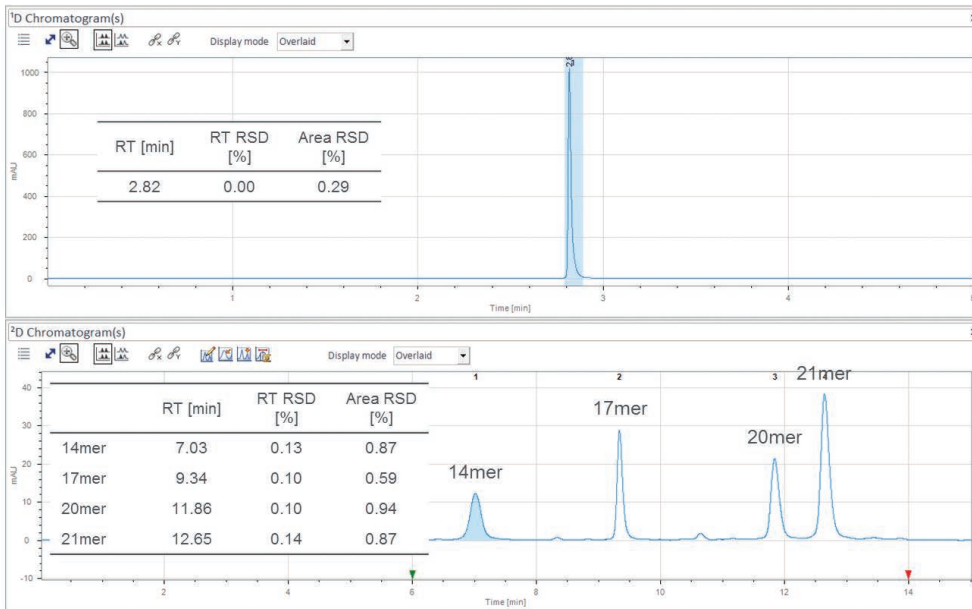 ¹D Chromatogram(s)
Display mode Overlaid
1000
800
600
400
200
0
mAU
RT [min] RT RSD [%] Area RSD [%]
2.82 0.00 0.29
1 2 3 4
Time [min]
²D Chromatogram(s)
Display mode Overlaid
40
30
20
10
0
-10
mAU
RT [min] RT RSD [%] Area RSD [%]
14mer 7.03 0.13 0.87
17mer 9.34 0.10 0.59
20mer 11.86 0.10 0.94
21mer 12.65 0.14 0.87
1 2 3
14mer 17mer 20mer 21mer
2 4 6 8 10 12 14
Time [min]